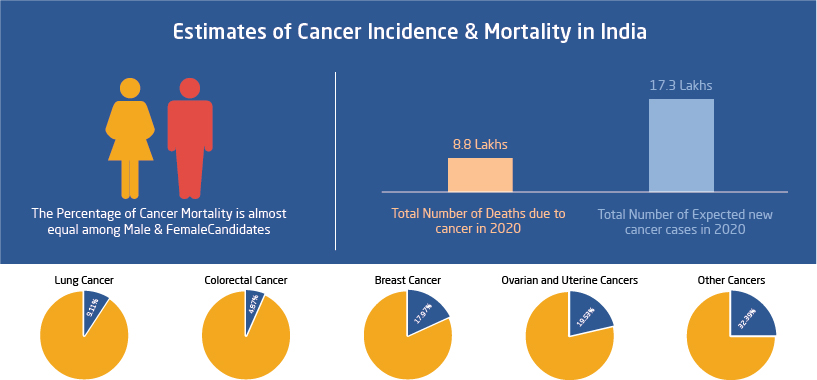 Estimates of Cancer Incidence & Mortality in India
17.3 Lakhs
8.8 Lakhs
The Percentage of Cancer Mortality is almost
equal among Male & FemaleCandidates
Total Number of Deaths due to
cancer in 2020
Total Number of Expected new
cancer cases in 2020
Lung Cancer
Colorectal Cancer
Breast Cancer
Ovarian and Uterine Cancers
Other Cancers
9.11%
4.87%
17.97%
19.57%
32.39%